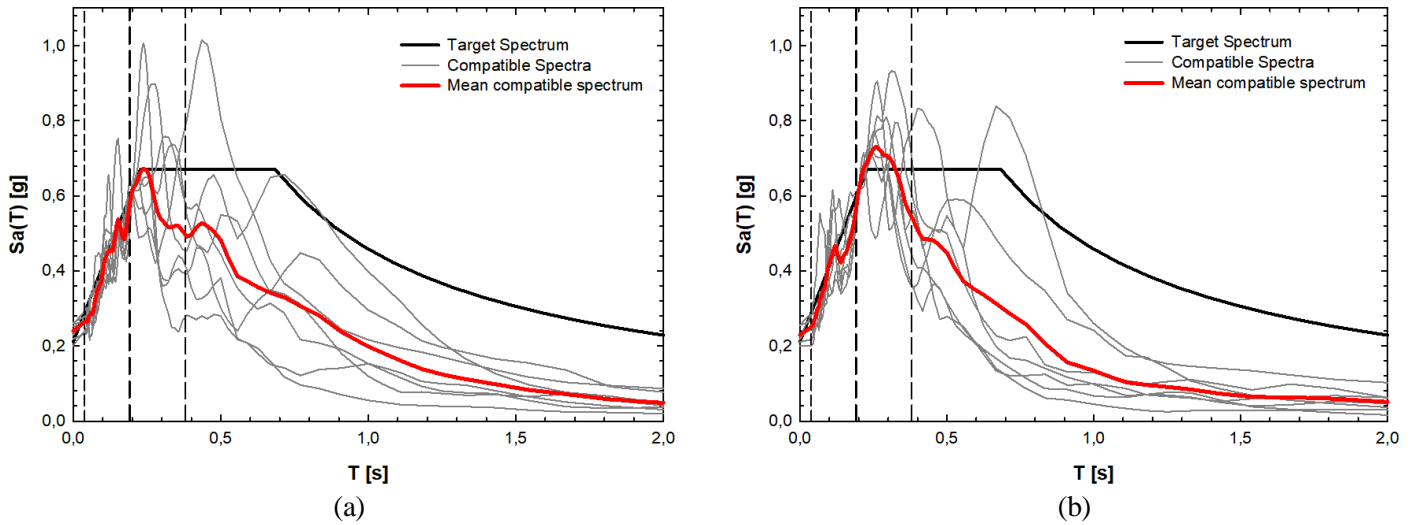 1,0
0,8
0,6
0,4
0,2
0,0
Sa(T) [g]
Target Spectrum
Compatible Spectra
Mean compatible spectrum
0,0 0,5 1,0 1,5 2,0
T [s]
(a)
1,0
0,8
0,6
0,4
0,2
0,0
Sa(T) [g]
Target Spectrum
Compatible Spectra
Mean compatible spectrum
0,0 0,5 1,0 1,5 2,0
T [s]
(b)